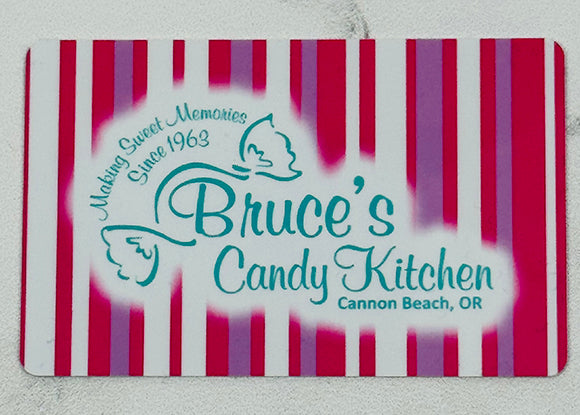 Making Sweet Memories
Since 1963
Bruce's
Candy Kitchen
Cannon Beach, OR